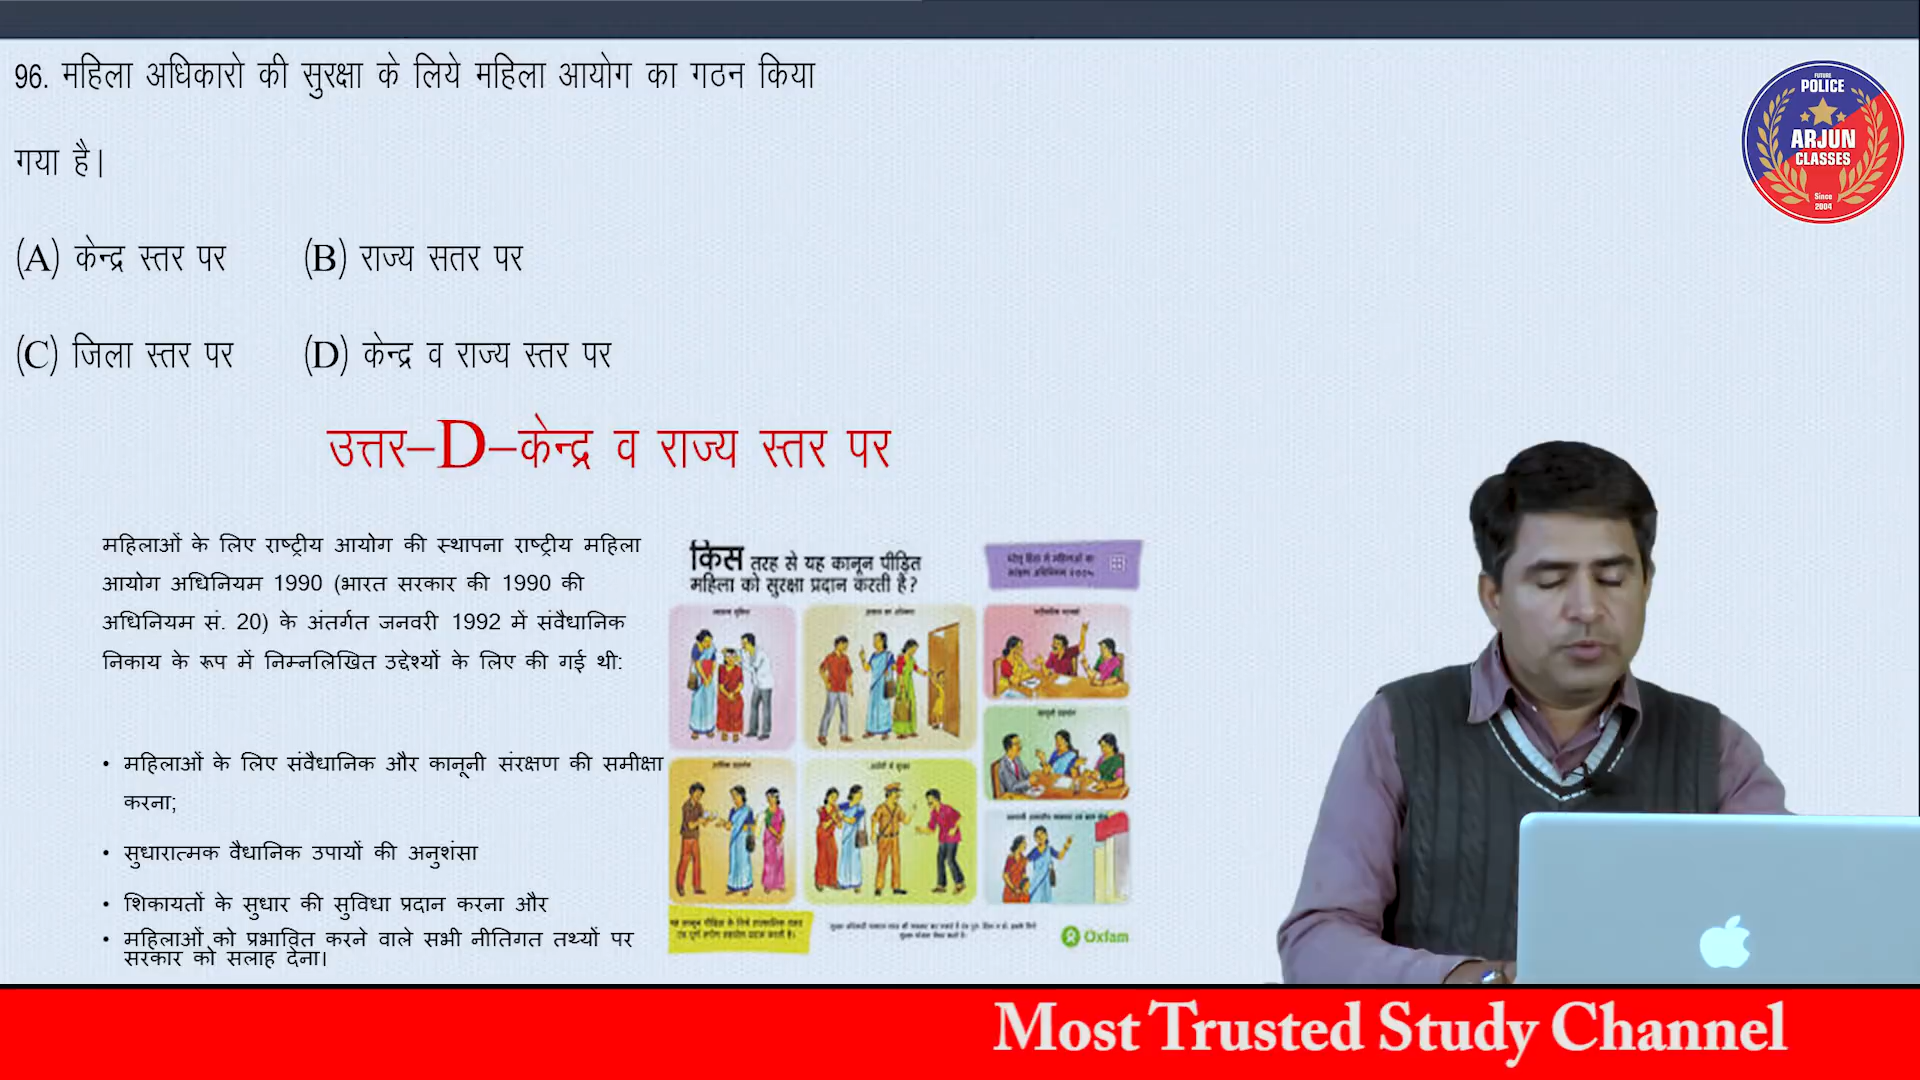 96. महिला अधिकारो की सुरक्षा के लिये महिला आयोग का गठन किया
गया है।
(A) केन्द्र स्तर पर (B) राज्य सतर पर
(C) जिला स्तर पर (D) केन्द्र व राज्य स्तर पर
उत्तर–D–केन्द्र व राज्य स्तर पर
FUTURE
POLICE
ARJUN
CLASSES
Since
2004
महिलाओं के लिए राष्ट्रीय आयोग की स्थापना राष्ट्रीय महिला
आयोग अधिनियम 1990 (भारत सरकार की 1990 की
अधिनियम सं. 20) के अंतर्गत जनवरी 1992 में संवैधानिक
निकाय के रूप में निम्नलिखित उद्देश्यों के लिए की गई थी:
• महिलाओं के लिए संवैधानिक और कानूनी संरक्षण की समीक्षा
करना;
• सुधारात्मक वैधानिक उपायों की अनुशंसा
• शिकायतों के सुधार की सुविधा प्रदान करना और
• महिलाओं को प्रभावित करने वाले सभी नीतिगत तथ्यों पर
सरकार को सलाह देना।
किस तरह से यह कानून पीड़ित
महिला को सुरक्षा प्रदान करती है?
Oxfam
Most Trusted Study Channel